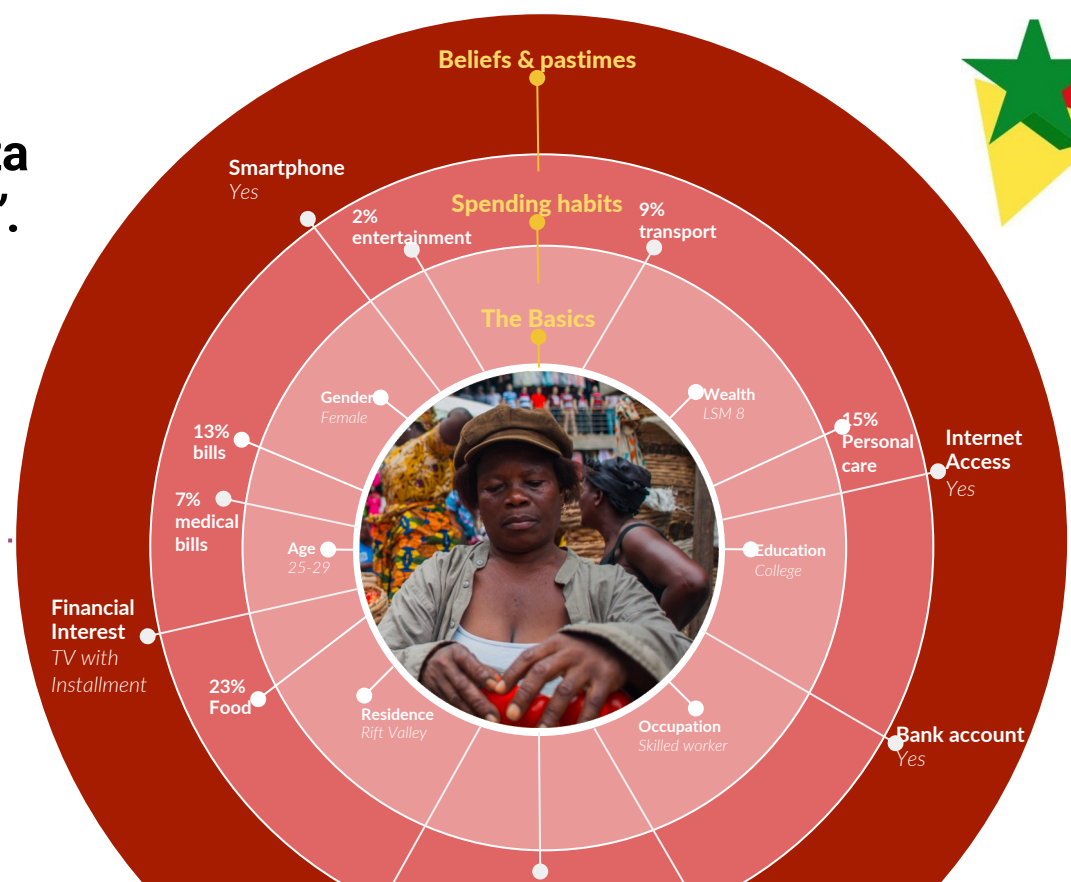 Beliefs & pastimes
Smartphone
Yes
Spending habits
2%
entertainment
9%
transport
The Basics
Gender
Female
Wealth
LSM 8
13%
bills
15%
Personal
care
Internet
Access
Yes
7%
medical
bills
Age
25-29
Education
College
Financial
Interest
TV with
Installment
23%
Food
Residence
Rift Valley
Occupation
Skilled worker
Bank account
Yes